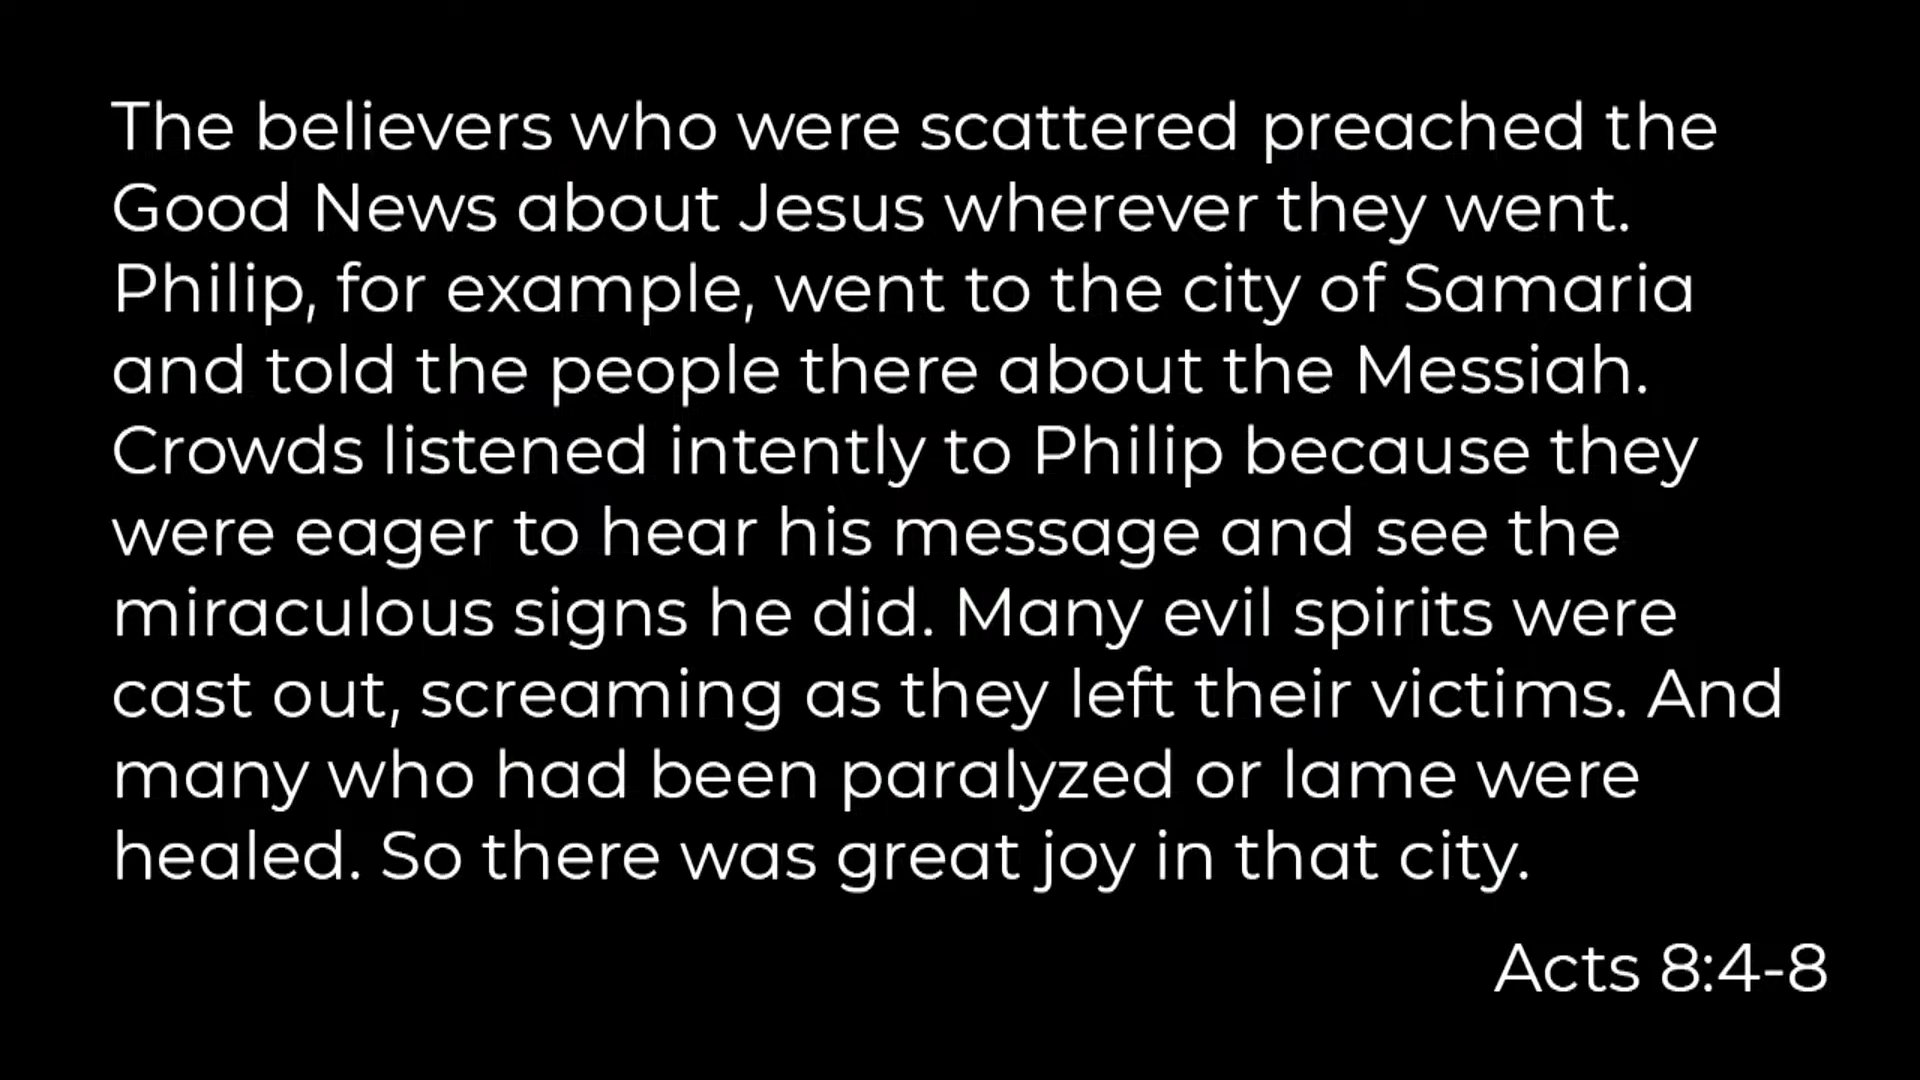 The believers who were scattered preached the
Good News about Jesus wherever they went.
Philip, for example, went to the city of Samaria
and told the people there about the Messiah.
Crowds listened intently to Philip because they
were eager to hear his message and see the
miraculous signs he did. Many evil spirits were
cast out, screaming as they left their victims. And
many who had been paralyzed or lame were
healed. So there was great joy in that city.
Acts 8:4-8